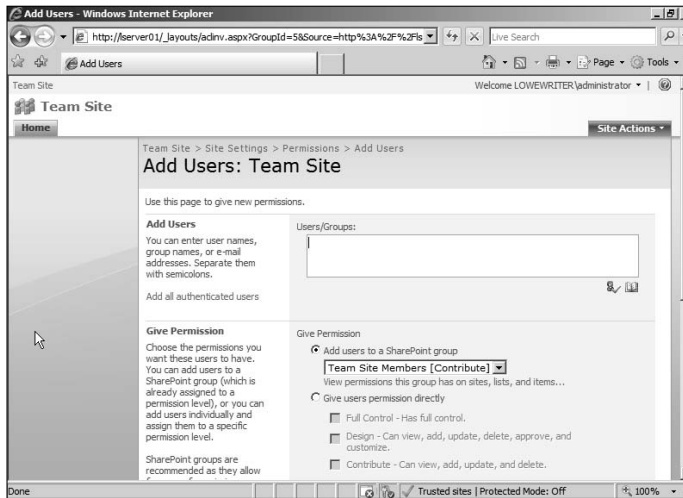 Add Users - Windows Internet Explorer
http://lserver01/_layouts/aclinv.aspx?GroupId=5&Source=http%3A%2F%2Fls
Live Search
Add Users
Page
Tools
Team Site
Welcome LOWEWRITER\administrator
Team Site
Home
Site Actions
Team Site > Site Settings > Permissions > Add Users
Add Users: Team Site
Use this page to give new permissions.
Add Users
You can enter user names,
group names, or e-mail
addresses. Separate them
with semicolons.
Add all authenticated users
Users/Groups:
Give Permission
Choose the permissions you
want these users to have.
You can add users to a
SharePoint group (which is
already assigned to a
permission level), or you can
add users individually and
assign them to a specific
permission level.
SharePoint groups are
recommended as they allow
Give Permission
Add users to a SharePoint group
Team Site Members [Contribute]
View permissions this group has on sites, lists, and items...
Give users permission directly
Full Control - Has full control.
Design - Can view, add, update, delete, approve, and
customize.
Contribute - Can view, add, update, and delete.
Done
Trusted sites | Protected Mode: Off
100%